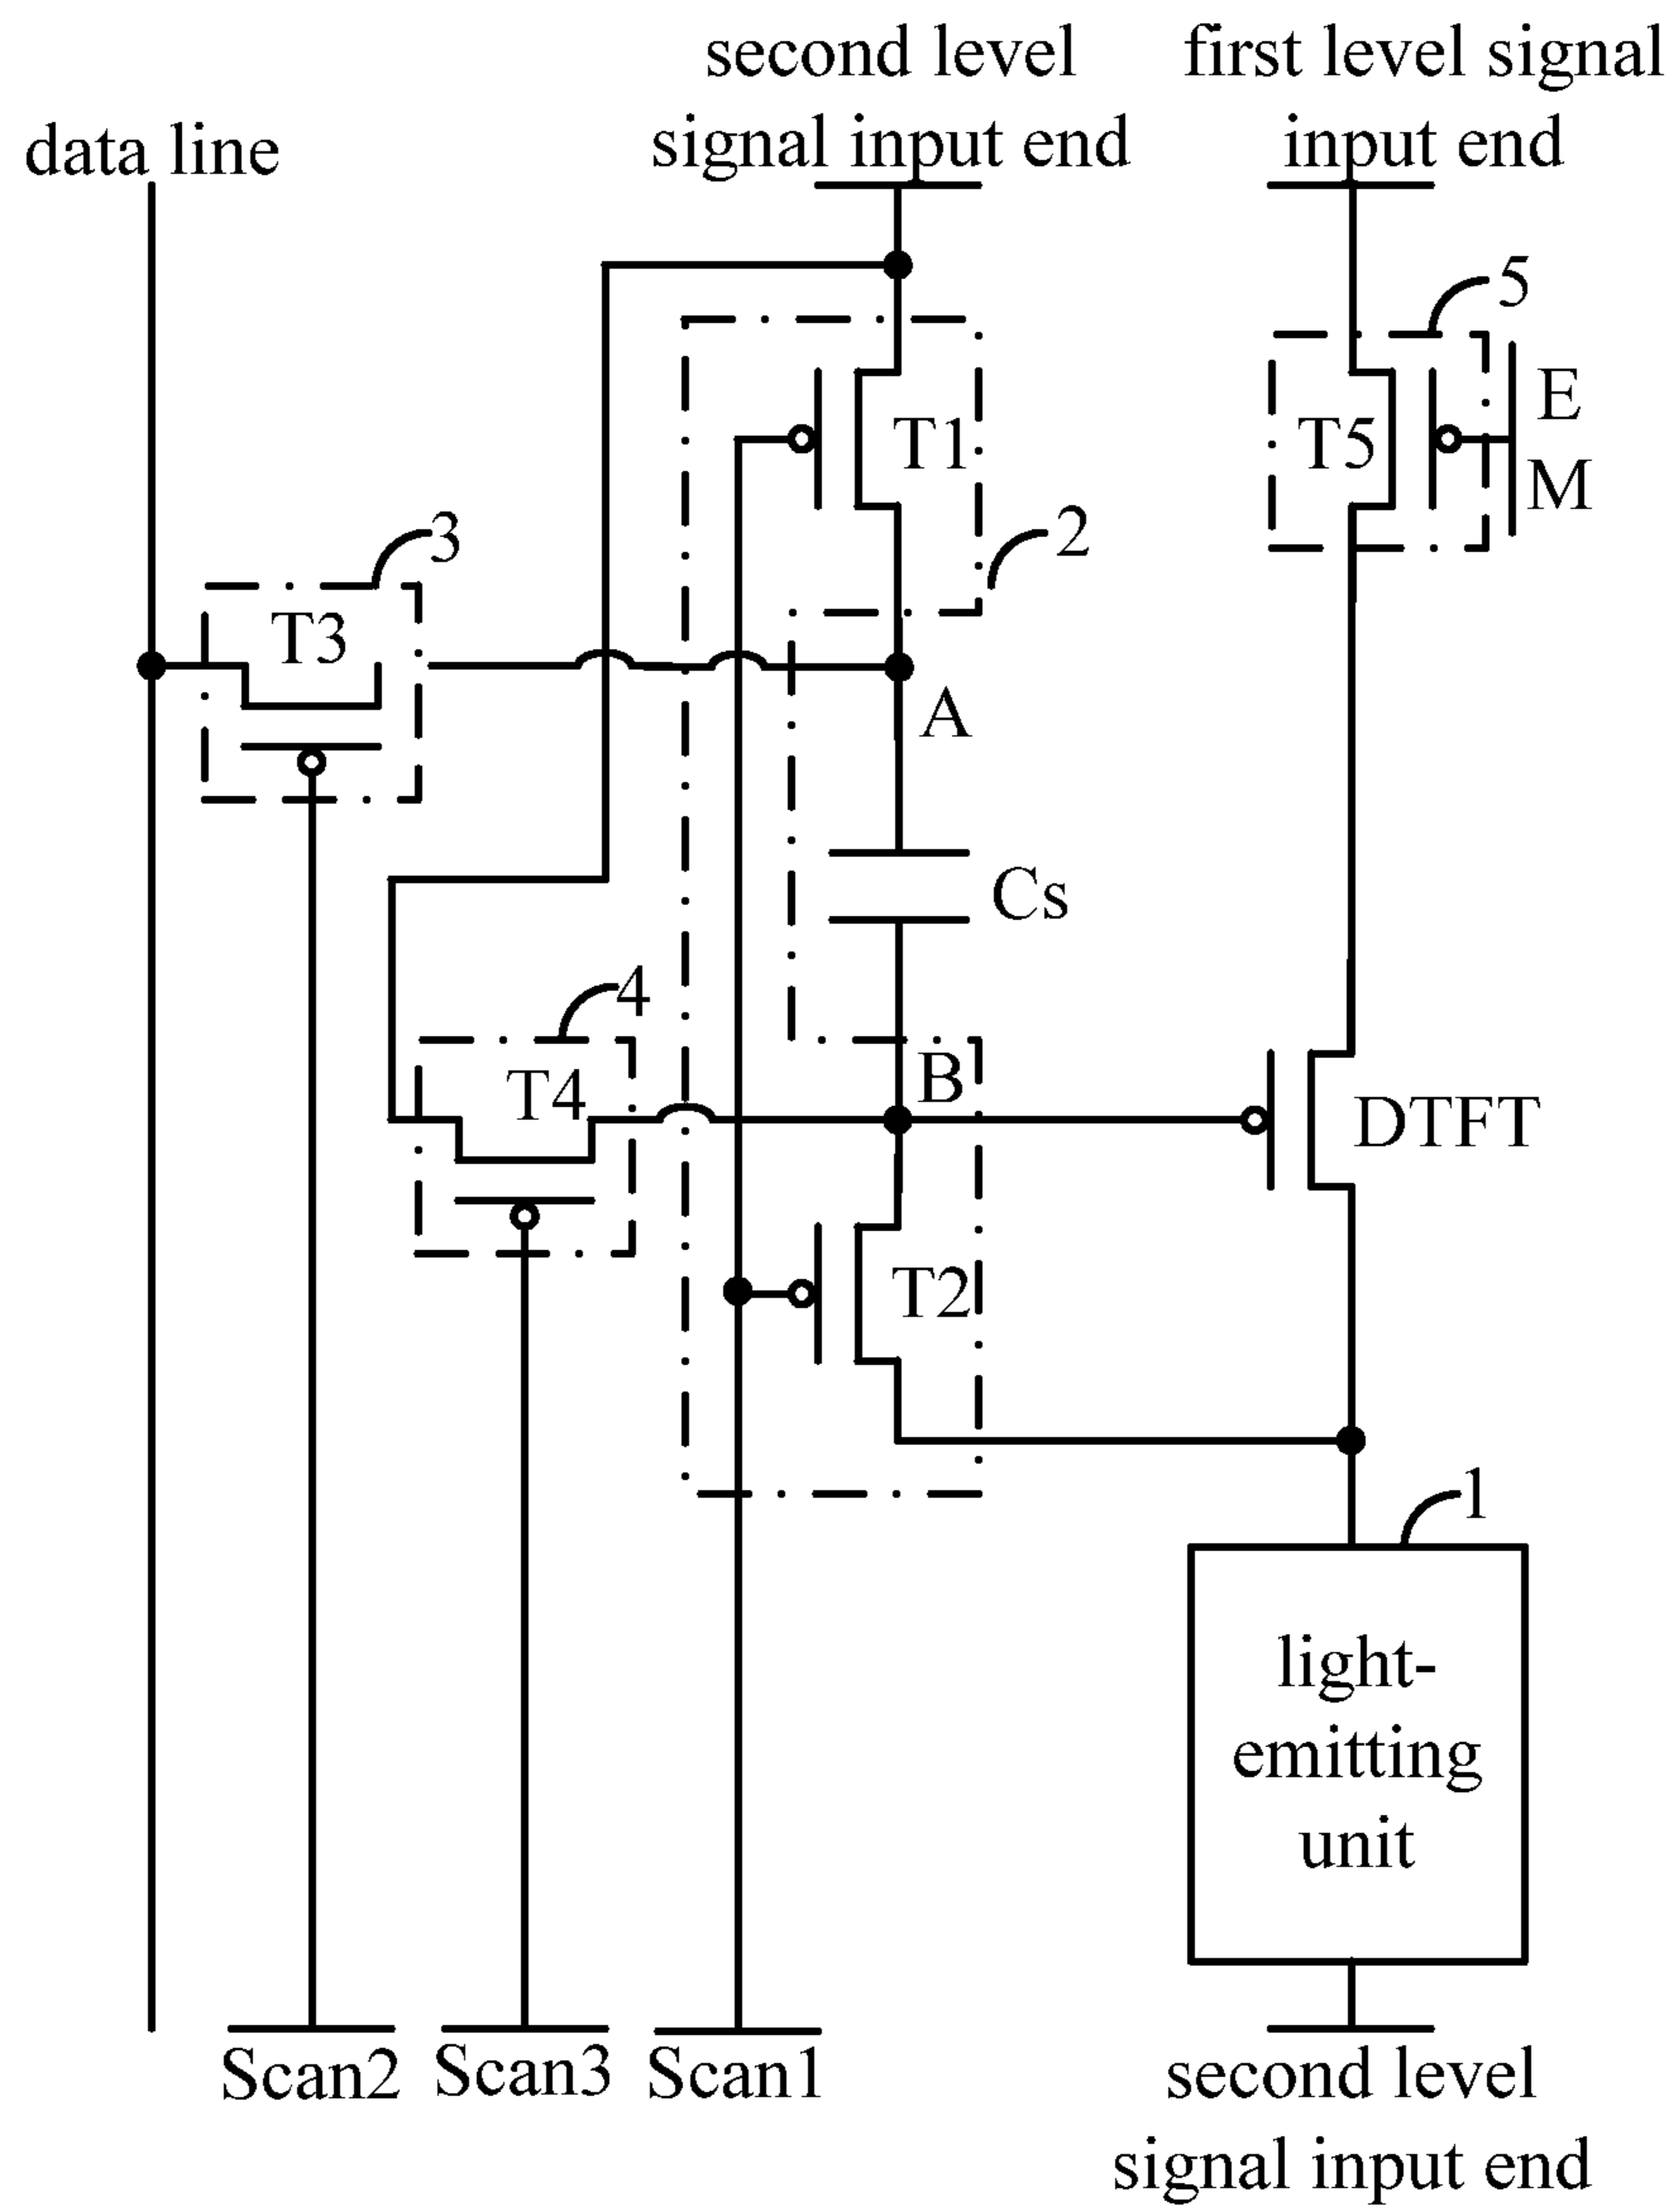 second level
signal input end
first level signal
input end
data line
5
T1
T5
E
M
3
2
T3
A
Cs
4
B
T4
DTFT
T2
1
light-
emitting
unit
Scan2
Scan3
Scan1
second level
signal input end